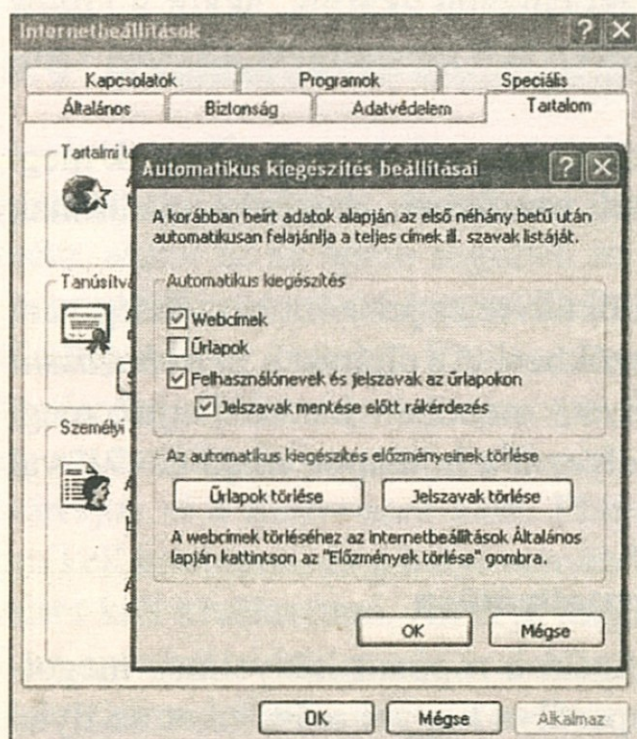 Internetbeállítások
Kapcsolatok Programok Speciális
Általános Biztonság Adatvédelem Tartalom
Tartalmi
Automatikus kiegészítés beállításai
A korábban beírt adatok alapján az első néhány betű után
automatikusan felajánlja a teljes címek ill. szavak listáját.
Automatikus kiegészítés
Webcímek
Űrlapok
Felhasználónevek és jelszavak az űrlapokon
Jelszavak mentése előtt rákérdezés
Az automatikus kiegészítés előzményeinek törlése
Űrlapok törlése Jelszavak törlése
A webcímek törléséhez az internetbeállítások Általános
lapján kattintson az "Előzmények törlése" gombra.
OK Mégse
Személyi
OK Mégse Alkalmaz